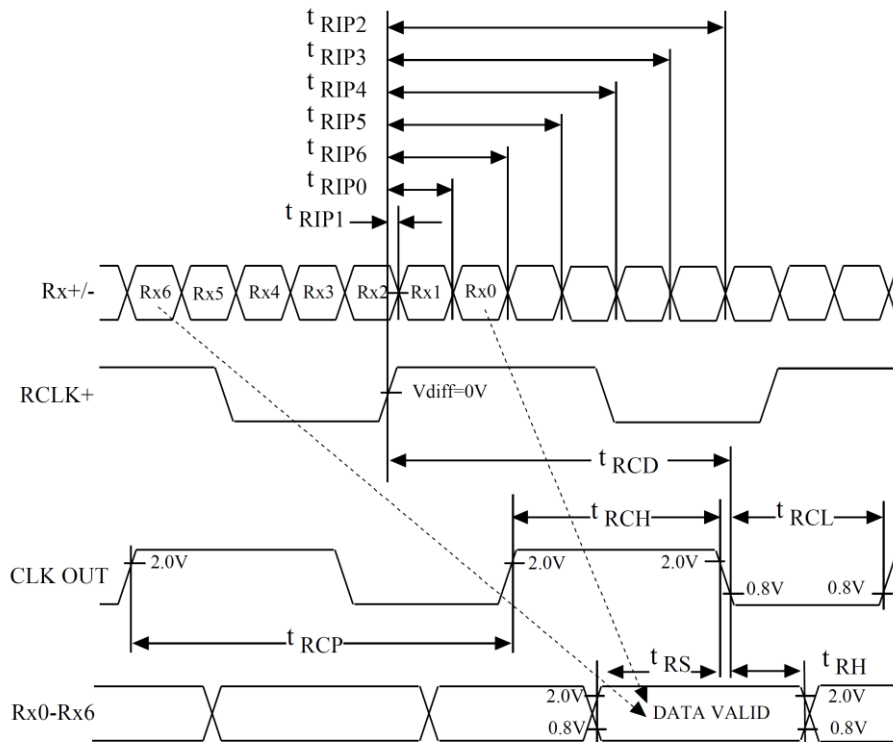 t RIP2
t RIP3
t RIP4
t RIP5
t RIP6
t RIP0
t RIP1
Rx+/- Rx6 Rx5 Rx4 Rx3 Rx2 Rx1 Rx0
RCLK+ Vdiff=0V
t RCD
t RCH t RCL
CLK OUT 2.0V 2.0V 2.0V
0.8V 0.8V
t RCP t RS t RH
2.0V 2.0V
Rx0-Rx6 DATA VALID
0.8V 0.8V